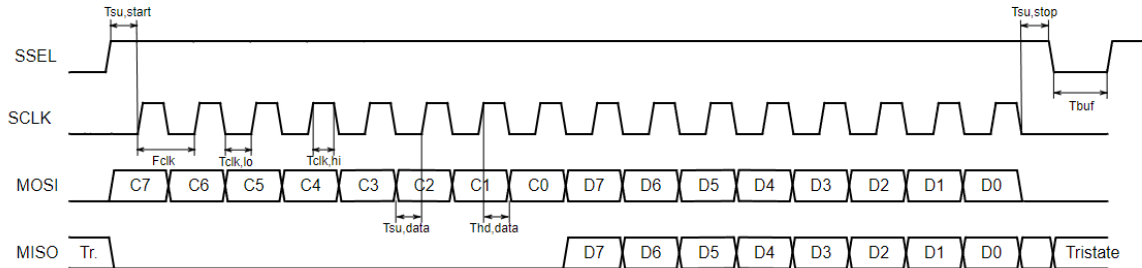 Tsu,start Tsu,stop
SSEL
Tbuf
SCLK
Fclk Tclk,lo Tclk,hi
MOSI C7 C6 C5 C4 C3 C2 C1 C0 D7 D6 D5 D4 D3 D2 D1 D0
Tsu,data Thd,data
MISO Tr. D7 D6 D5 D4 D3 D2 D1 D0 Tristate